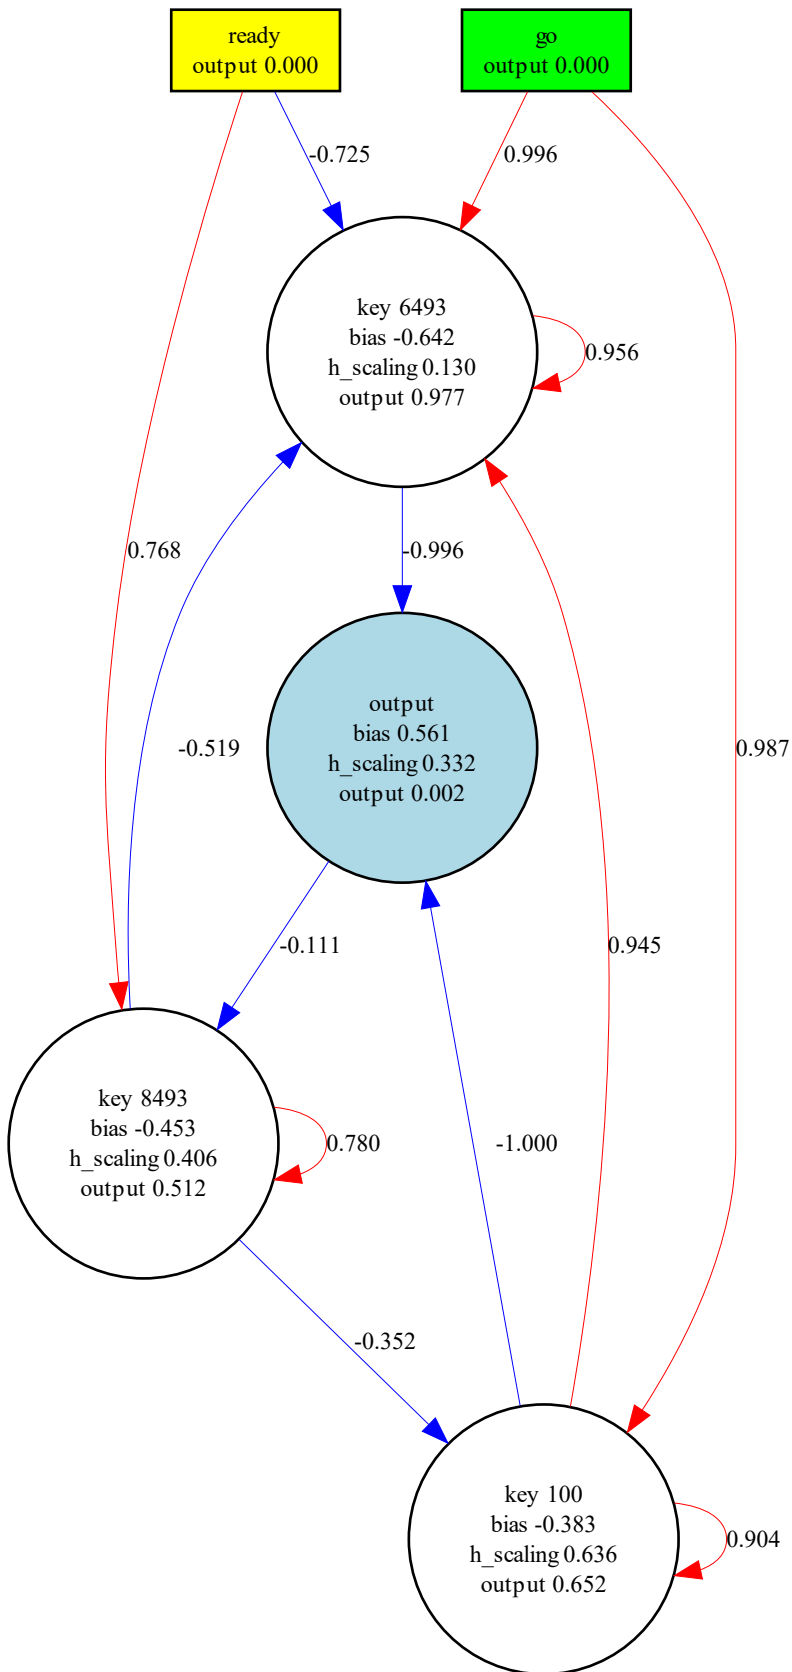 ready
output 0.000
go
output 0.000
-0.725
0.996
key 6493
bias -0.642
h_scaling 0.130
output 0.977
0.956
0.768
-0.996
output
bias 0.561
h_scaling 0.332
output 0.002
-0.519
0.987
-0.111
0.945
key 8493
bias -0.453
h_scaling 0.406
output 0.512
0.780
-1.000
-0.352
key 100
bias -0.383
h_scaling 0.636
output 0.652
0.904